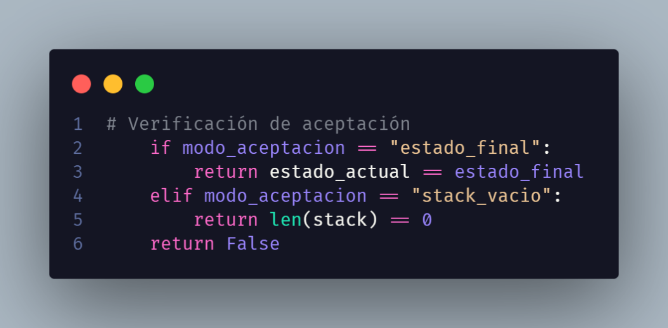 1 # Verificación de aceptación
2     if modo_aceptacion == "estado_final":
3         return estado_actual == estado_final
4     elif modo_aceptacion == "stack_vacio":
5         return len(stack) == 0
6     return False